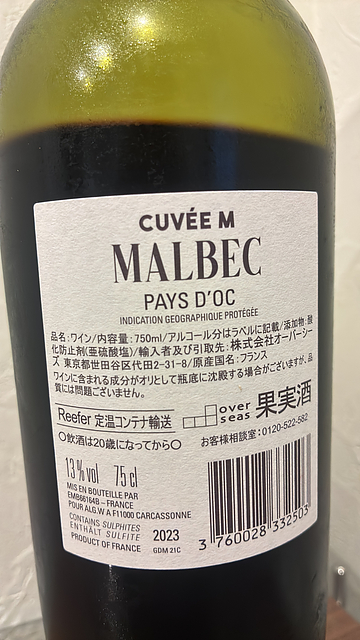 CUVÉE M
MALBEC
PAYS D'OC
INDICATION GEOGRAPHIQUE PROTÉGÉE
品名:ワイン/内容量:750ml/アルコール分はラベルに記載/添加物:酸
化防止剤(亜硫酸塩)/輸入者及び引取先:株式会社オーバーシー
ズ 東京都世田谷区代田2-31-8/原産国名:フランス
ワインに含まれる成分がオリとして瓶底に沈殿する場合がございますが、品
質には問題ございません。
Reefer 定温コンテナ輸送
over seas 果実酒
〇飲酒は20歳になってから〇
お客様相談室:0120-522-582
13% vol 75 cl
MIS EN BOUTEILLE PAR
EMB66164B – FRANCE
POUR ALG.W A F11000 CARCASSONNE
CONTAINS SULPHITES
ENTHÄLT SULFITE
PRODUCT OF FRANCE
2023
GDM 21C
3 760028 332503